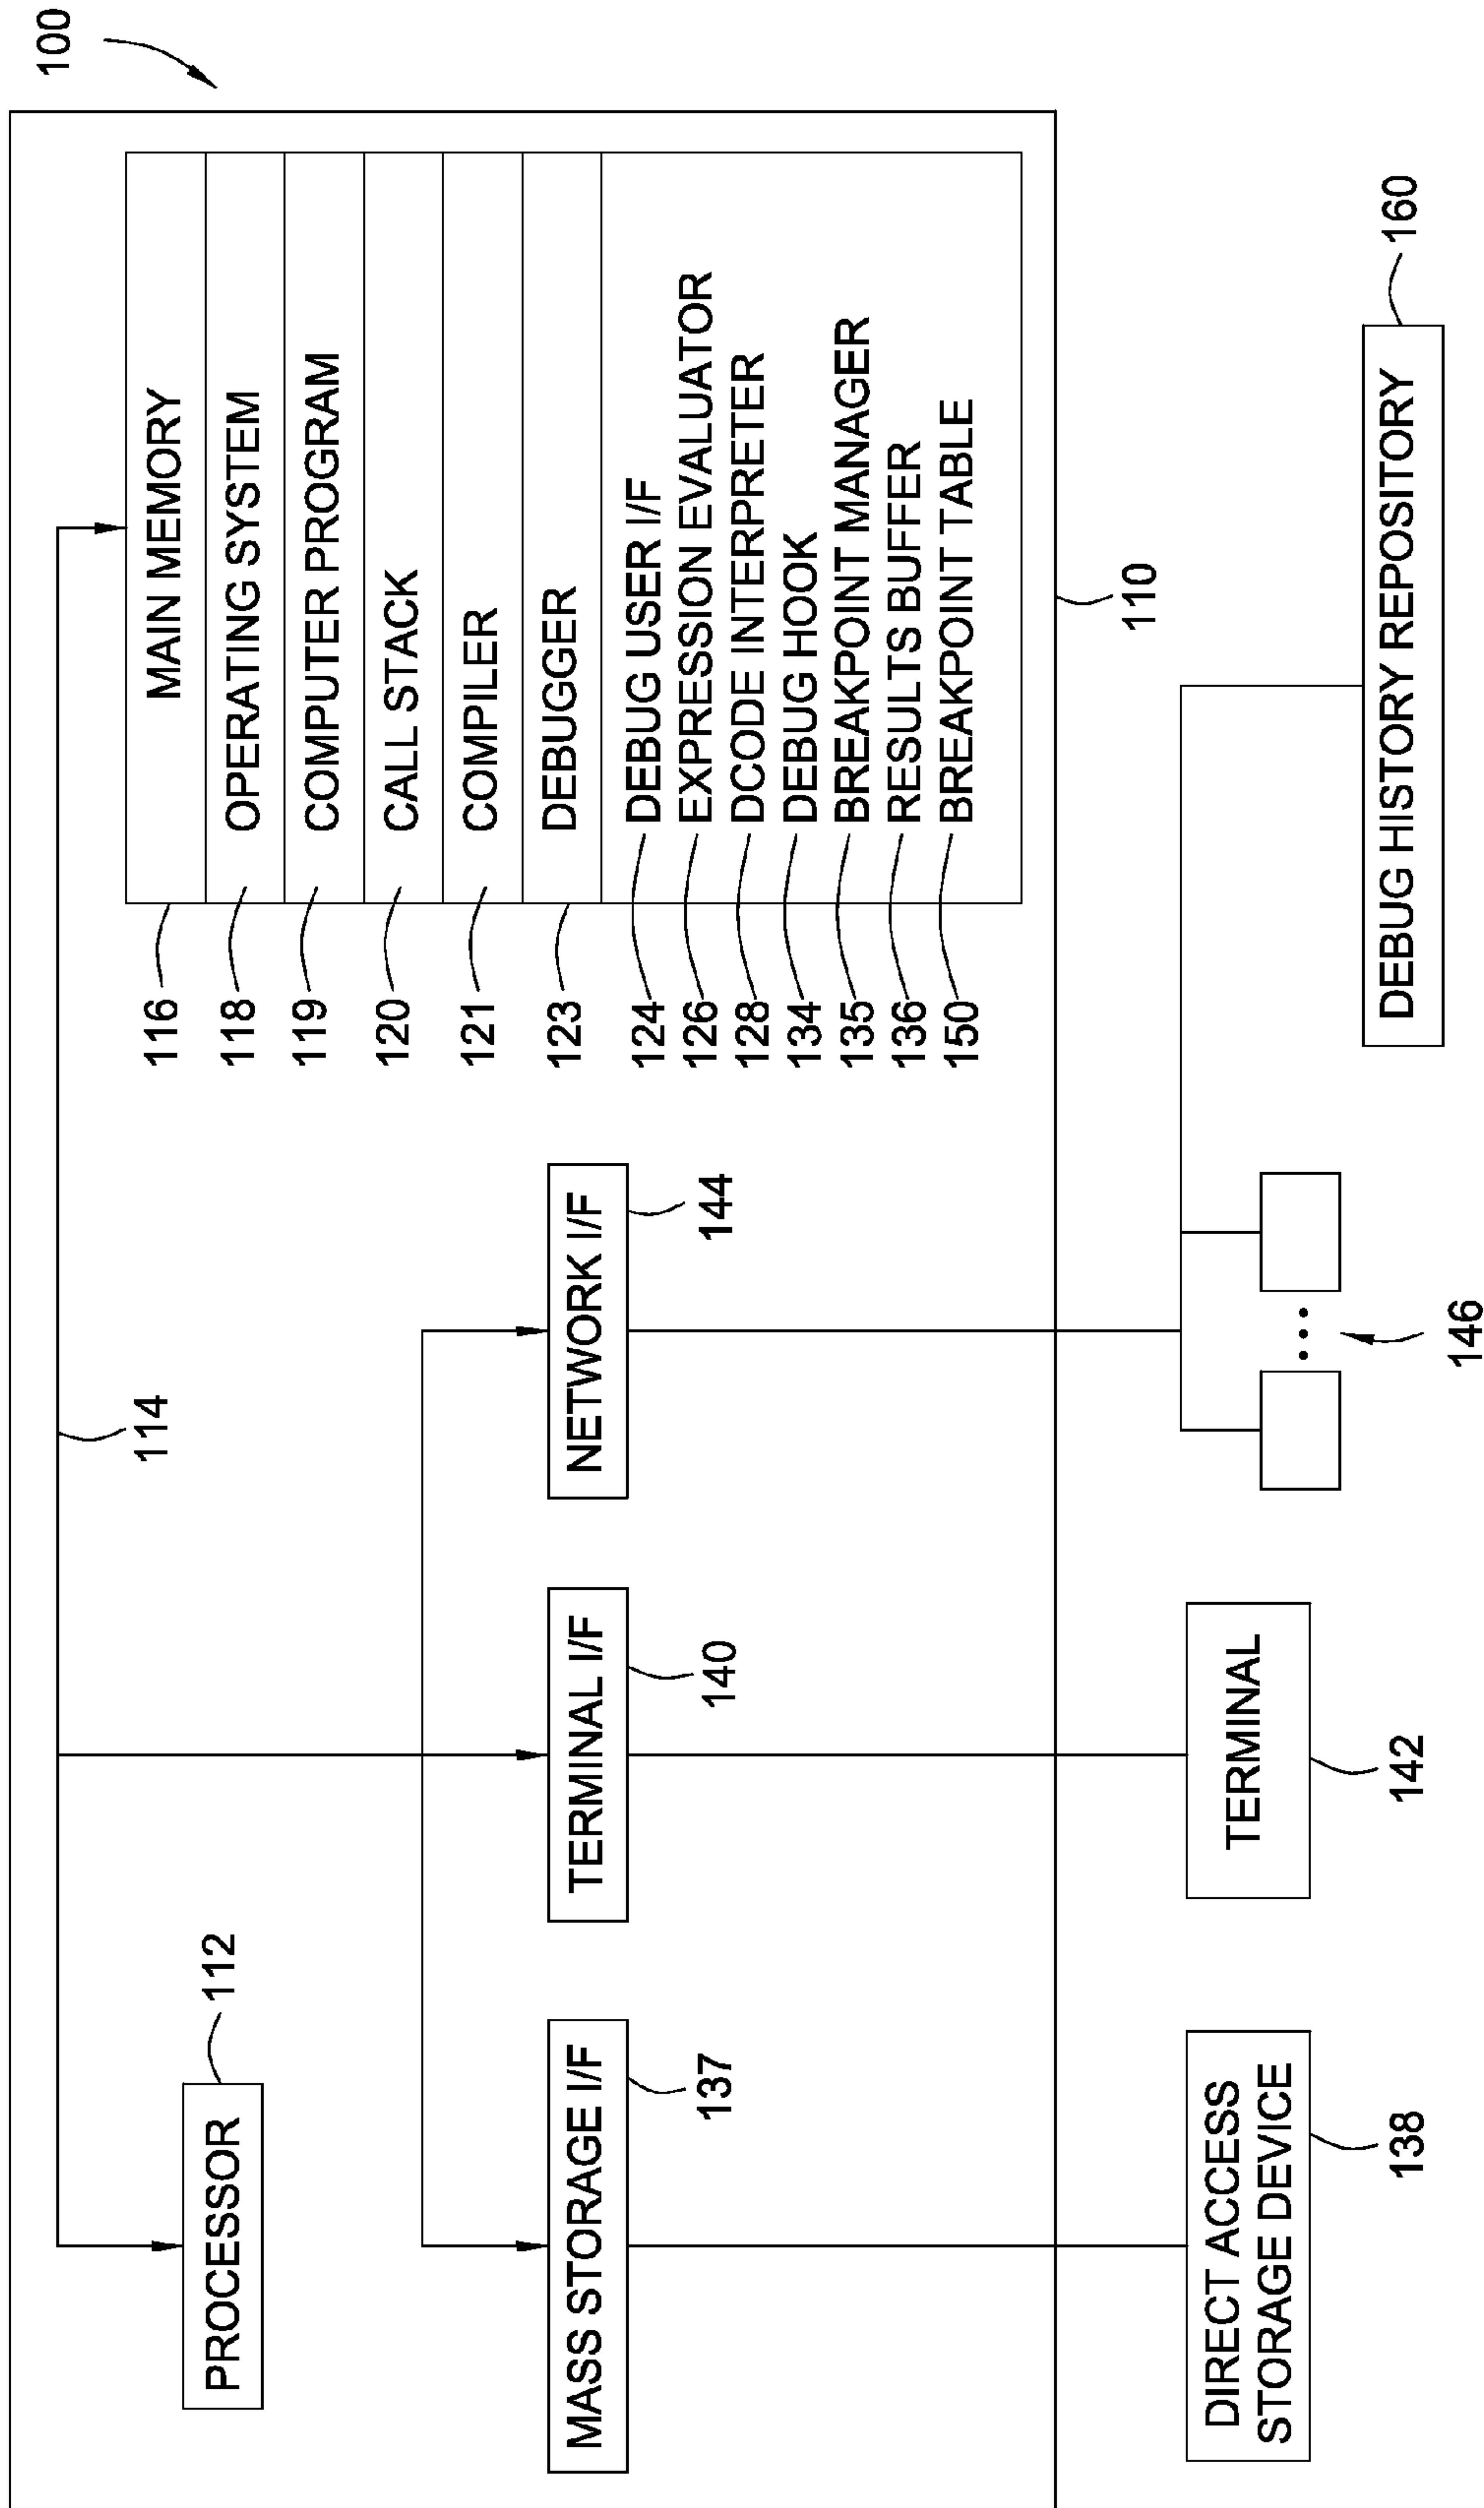 100
114
PROCESSOR
112
MAIN MEMORY
116
OPERATING SYSTEM
118
COMPUTER PROGRAM
119
CALL STACK
120
COMPILER
121
DEBUGGER
123
DEBUG USER I/F
124
EXPRESSION EVALUATOR
126
DCODE INTERPRETER
128
DEBUG HOOK
134
BREAKPOINT MANAGER
135
RESULTS BUFFER
136
BREAKPOINT TABLE
150
MASS STORAGE I/F
137
TERMINAL I/F
140
NETWORK I/F
144
110
DIRECT ACCESS
STORAGE DEVICE
138
TERMINAL
142
146
DEBUG HISTORY REPOSITORY
160